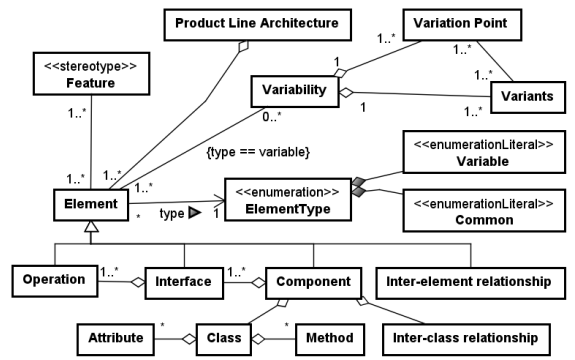 Product Line Architecture
Variation Point
<<stereotype>>
Feature
1..*
1..*
1
1..*
Variability
1
1..*
Variants
1..*
0..*
{type == variable}
<<enumerationLiteral>>
Variable
1..*
1..*
1..*
Element
*
type
1
<<enumeration>>
ElementType
<<enumerationLiteral>>
Common
Operation
1..*
Interface
1..*
Component
Inter-element relationship
Attribute
*
Class
*
Method
Inter-class relationship